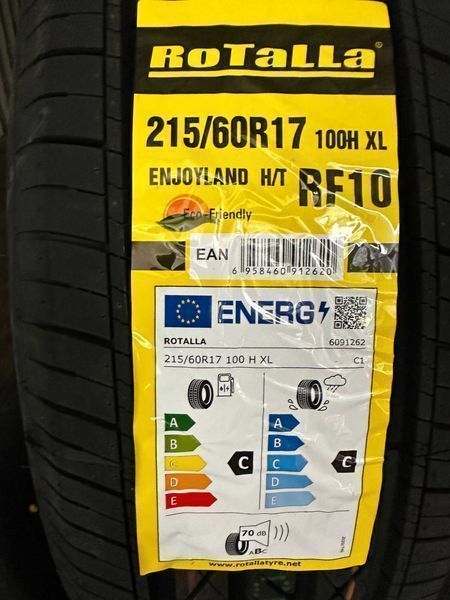 RoTaLLa®
215/60R17 100H XL
ENJOYLAND H/T RF10
Eco-Friendly
EAN
6 958460 912620
ENERG
ROTALLA 6091262
215/60R17 100 H XL C1
A A
B B
C C C C
D D
E E
70 dB
ABC
www.rotallatyre.net